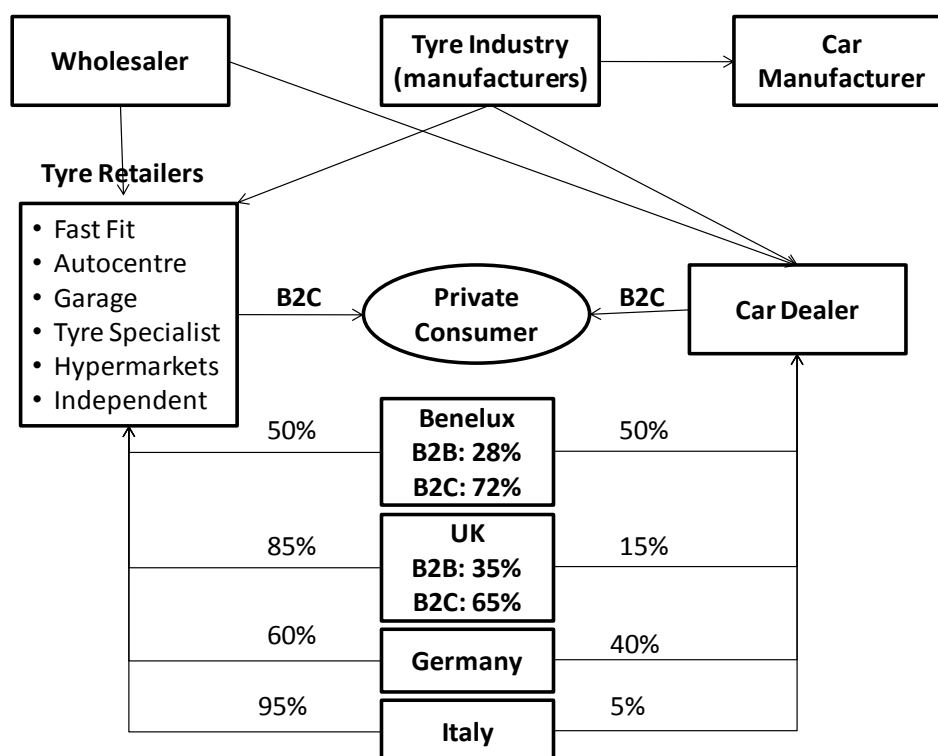 Wholesaler
Tyre Industry
(manufacturers)
Car
Manufacturer
Tyre Retailers
• Fast Fit
• Autocentre
• Garage
• Tyre Specialist
• Hypermarkets
• Independent
B2C
Private
Consumer
B2C
Car Dealer
50%
Benelux
B2B: 28%
B2C: 72%
50%
85%
UK
B2B: 35%
B2C: 65%
15%
60%
Germany
40%
95%
Italy
5%